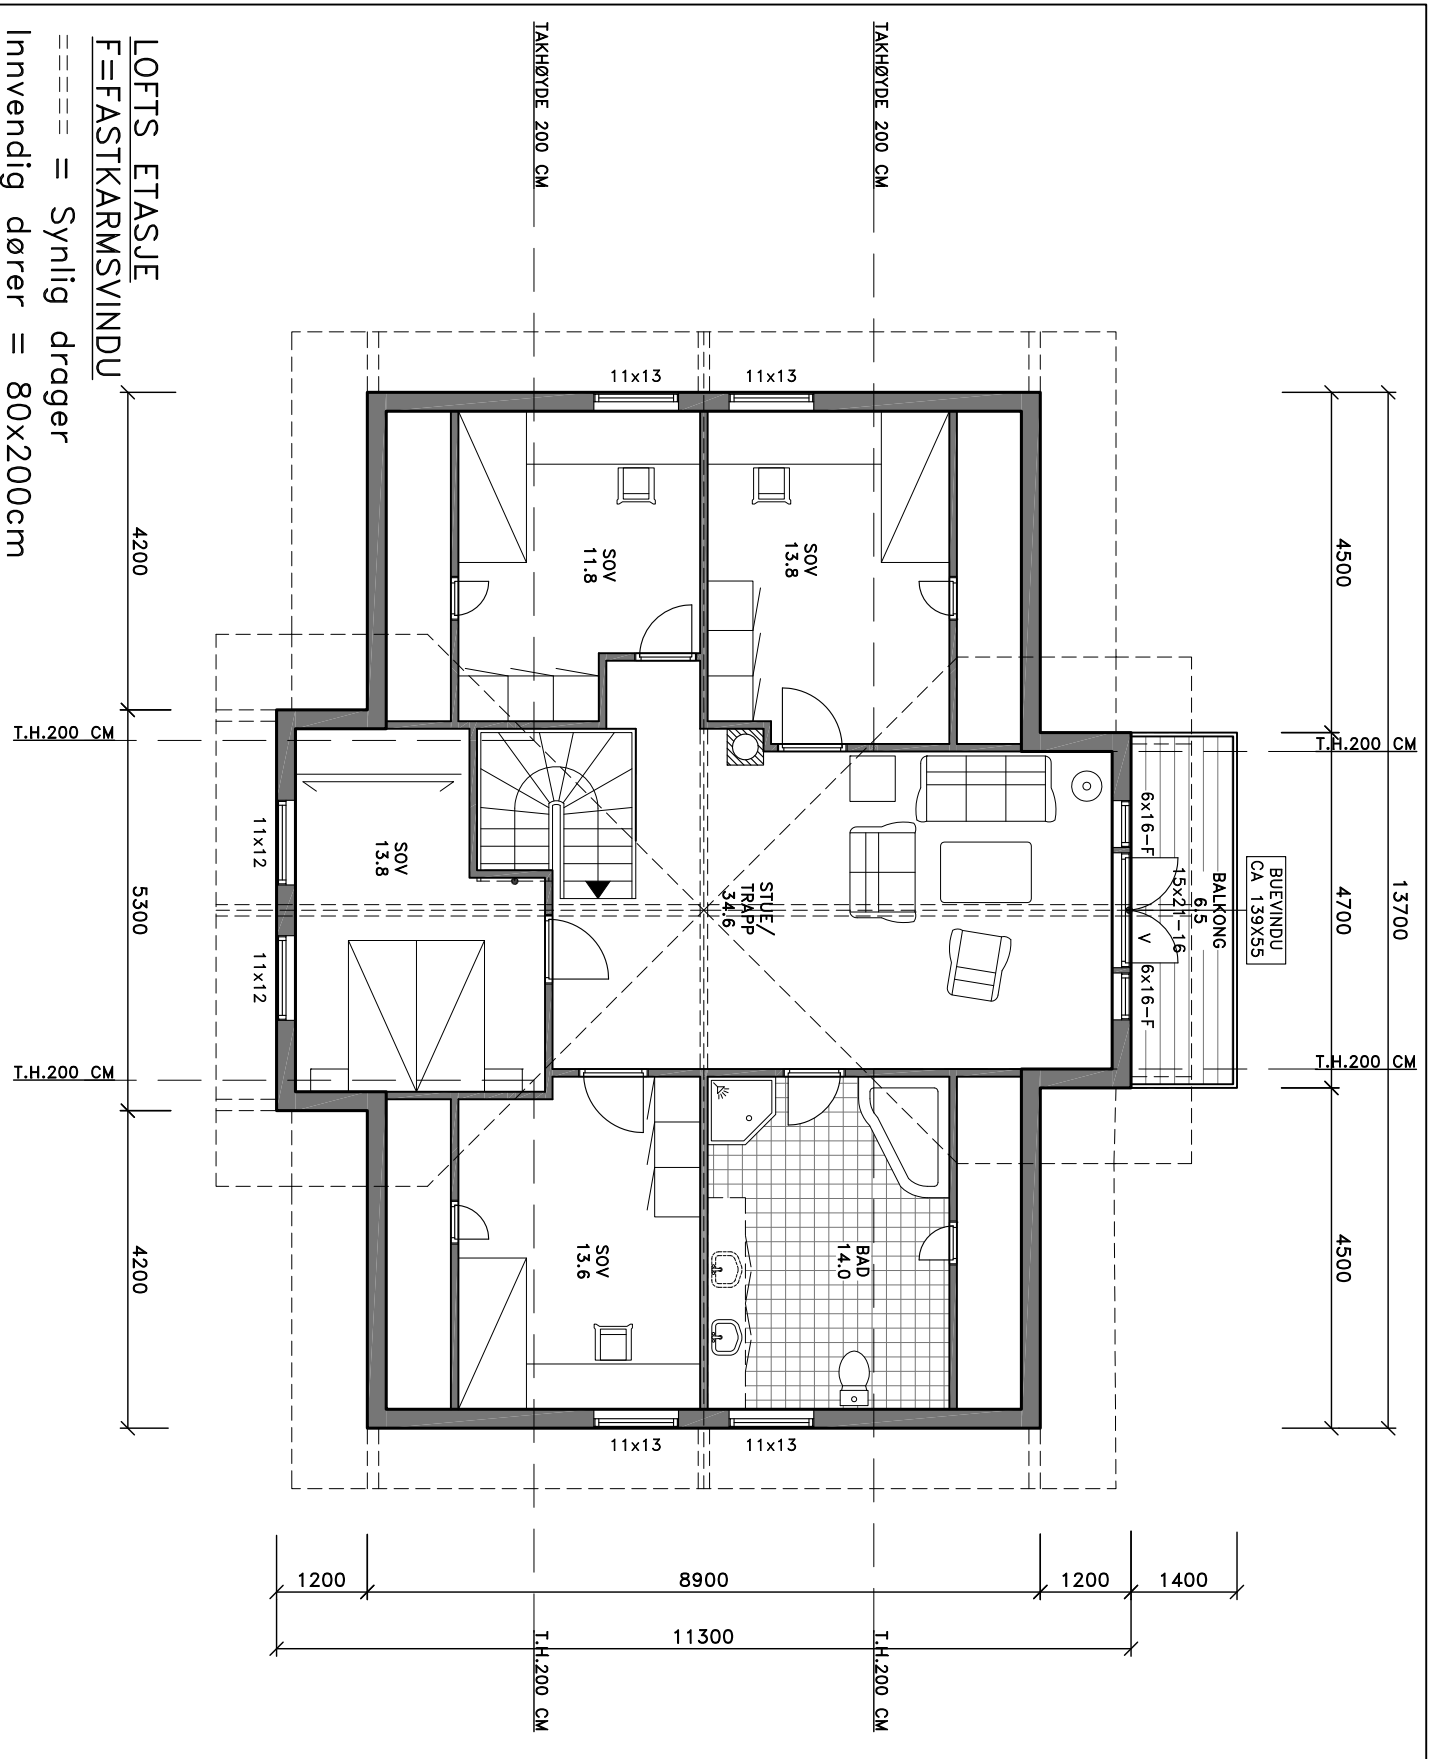 LOFTS ETASJE
F=FASTKARMSVINDU
===== = Synlig drager
Innvendig dører = 80x200cm
TAKHØYDE 200 CM
TAKHØYDE 200 CM
13700
4500
4700
4500
BUEVINDU
CA 139X55
BALKONG
6,5
6x16-F
15x21-16
V
6x16-F
T.H.200 CM
T.H.200 CM
11x13
11x13
SOV
13.8
SOV
11.8
STUE/
TRAPP
34.6
BAD
14.0
SOV
13.6
SOV
13.8
11x12
11x12
11x13
11x13
T.H.200 CM
T.H.200 CM
4200
5300
4200
1200
8900
1200
1400
11300
T.H.200 CM
T.H.200 CM